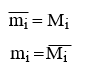 m̅ᵢ̅ = Mᵢ
mᵢ = M̅ᵢ̅